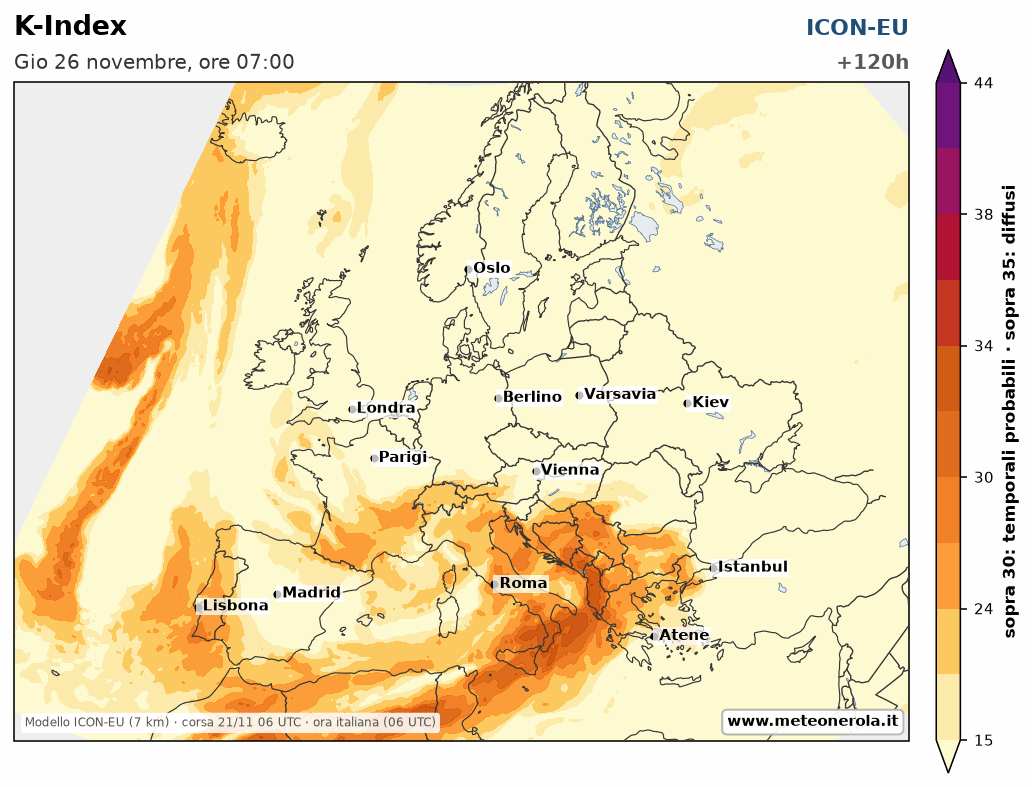 K-Index
ICON-EU
Gio 26 novembre, ore 07:00
+120h
44
38
34
30
24
15
sopra 30: temporali probabili · sopra 35: diffusi
Oslo
Berlino
Varsavia
Kiev
Londra
Parigi
Vienna
Istanbul
Roma
Madrid
Lisbona
Atene
Modello ICON-EU (7 km) · corsa 21/11 06 UTC · ora italiana (06 UTC)
www.meteonerola.it